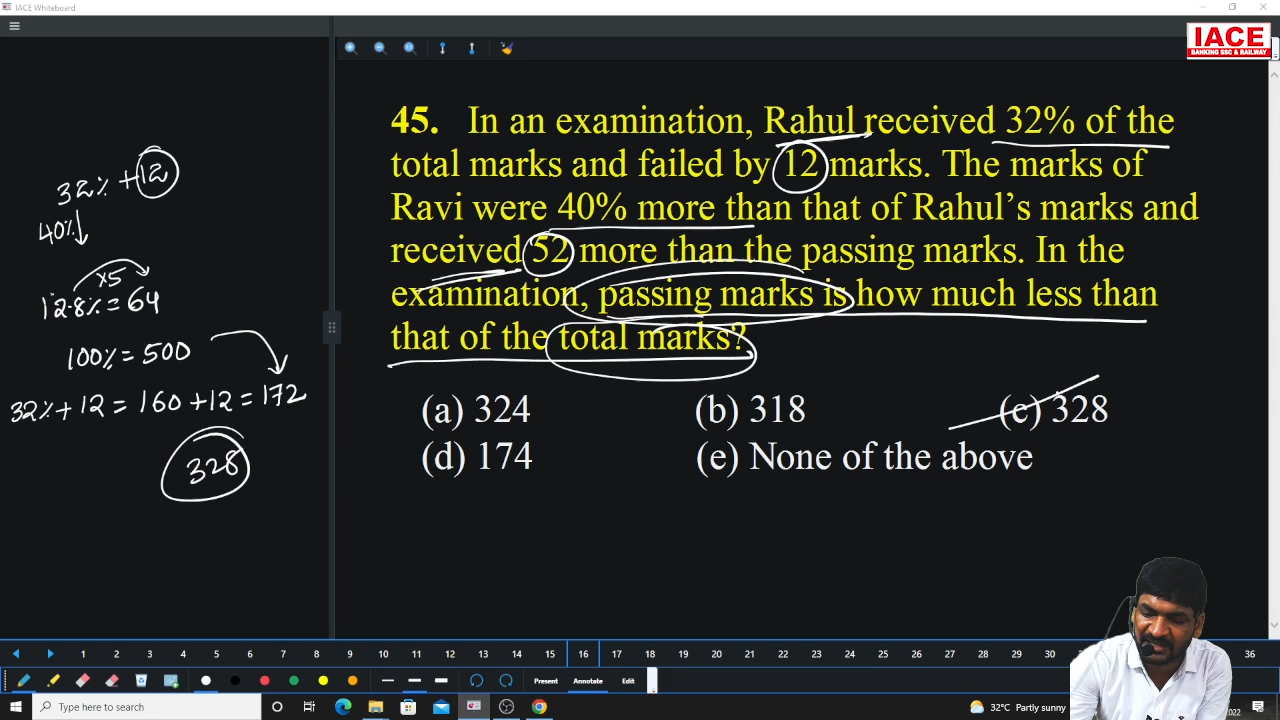 IACE Whiteboard
IACE
BANKING SSC & RAILWAY
45. In an examination, Rahul received 32% of the
total marks and failed by 12 marks. The marks of
Ravi were 40% more than that of Rahul's marks and
received 52 more than the passing marks. In the
examination, passing marks is how much less than
that of the total marks?
(a) 324 (b) 318 (c) 328
(d) 174 (e) None of the above
32% + 12
40% ↓
×5
12.8% = 64
100% = 500
32% + 12 = 160 + 12 = 172
328
1 2 3 4 5 6 7 8 9 10 11 12 13 14 15 16 17 18 19 20 21 22 23 24 25 26 27 28 29 30 31 36
Present Annotate Edit
Type here to search
32°C Partly sunny
2022